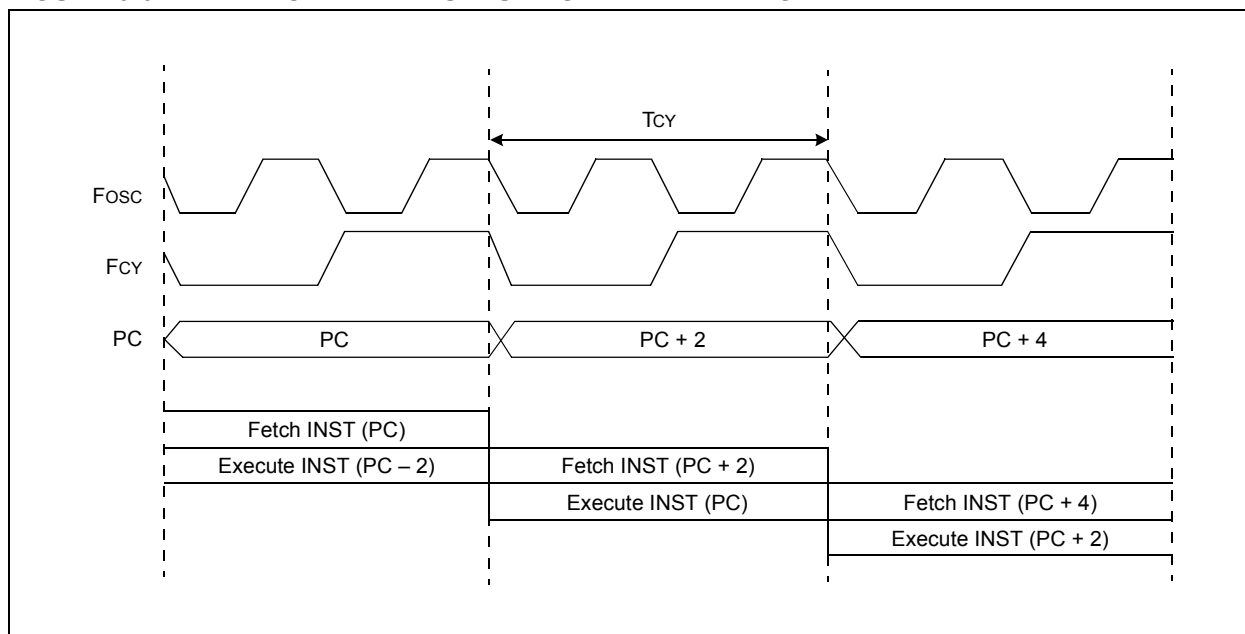 TCY
FOSC
FCY
PC PC PC + 2 PC + 4
Fetch INST (PC)
Execute INST (PC – 2) Fetch INST (PC + 2)
Execute INST (PC) Fetch INST (PC + 4)
Execute INST (PC + 2)